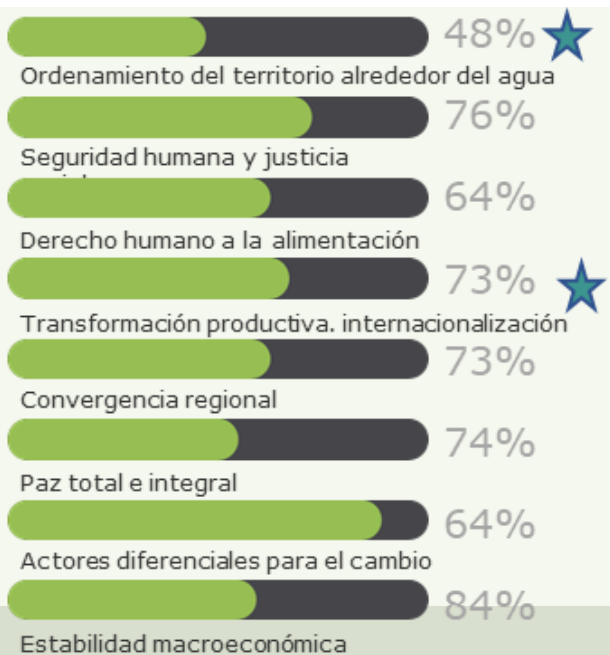 48%
Ordenamiento del territorio alrededor del agua
76%
Seguridad humana y justicia
64%
Derecho humano a la alimentación
73%
Transformación productiva. internacionalización
73%
Convergencia regional
74%
Paz total e integral
64%
Actores diferenciales para el cambio
84%
Estabilidad macroeconómica